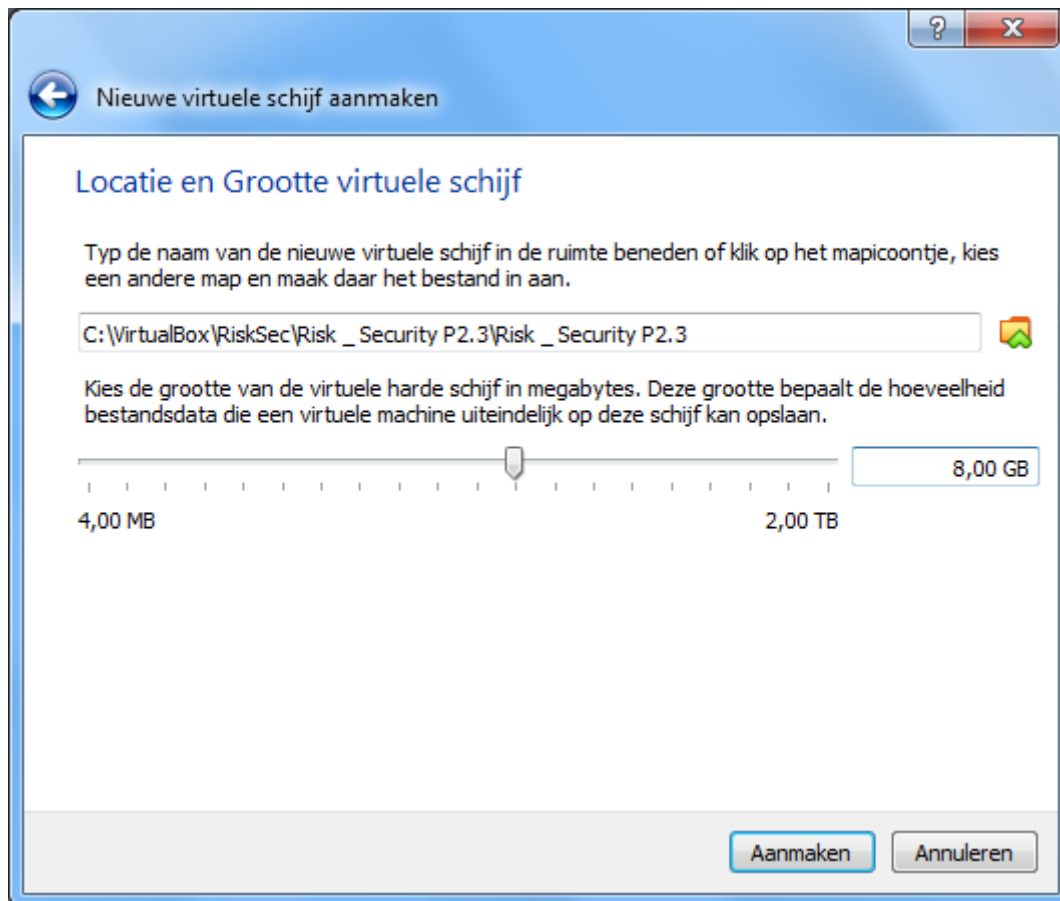 Nieuwe virtuele schijf aanmaken
Locatie en Grootte virtuele schijf
Typ de naam van de nieuwe virtuele schijf in de ruimte beneden of klik op het mapicoontje, kies
een andere map en maak daar het bestand in aan.
C:\VirtualBox\RiskSec\Risk _ Security P2.3\Risk _ Security P2.3
Kies de grootte van de virtuele harde schijf in megabytes. Deze grootte bepaalt de hoeveelheid
bestandsdata die een virtuele machine uiteindelijk op deze schijf kan opslaan.
8,00 GB
4,00 MB 2,00 TB
Aanmaken Annuleren